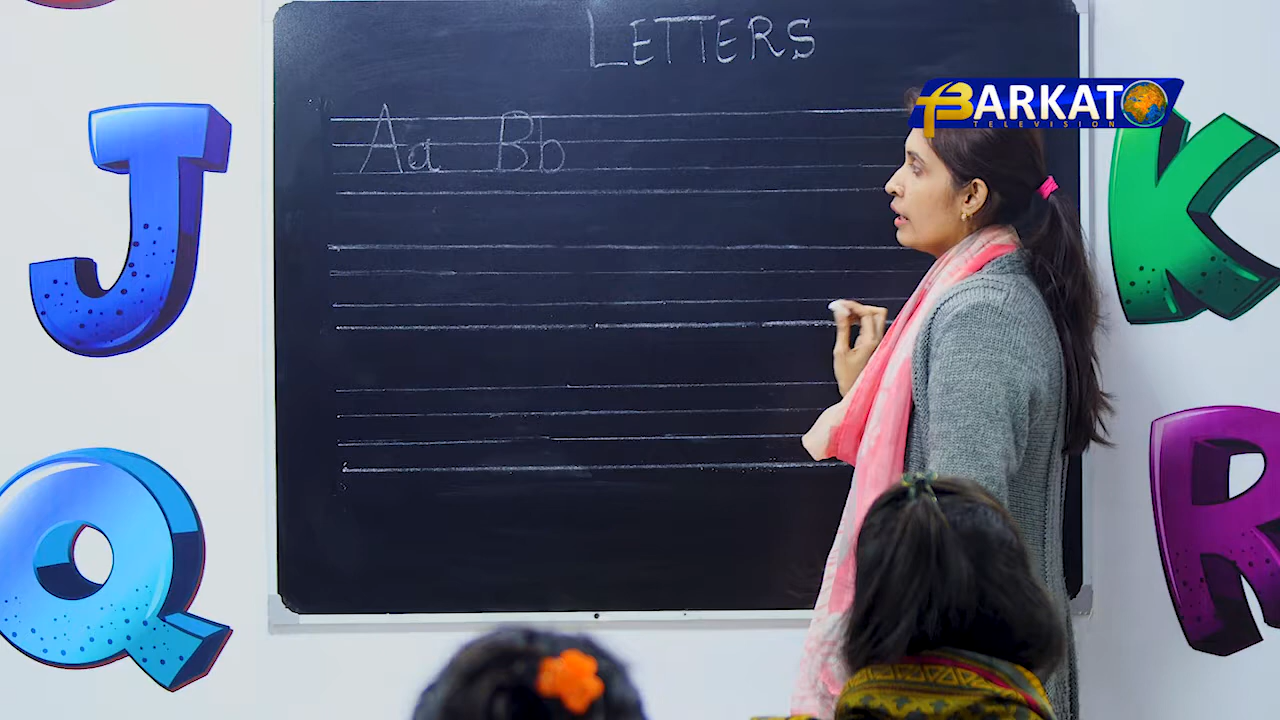 LETTERS
BARKAT
TELEVISION
Aa Bb
J
K
Q
R